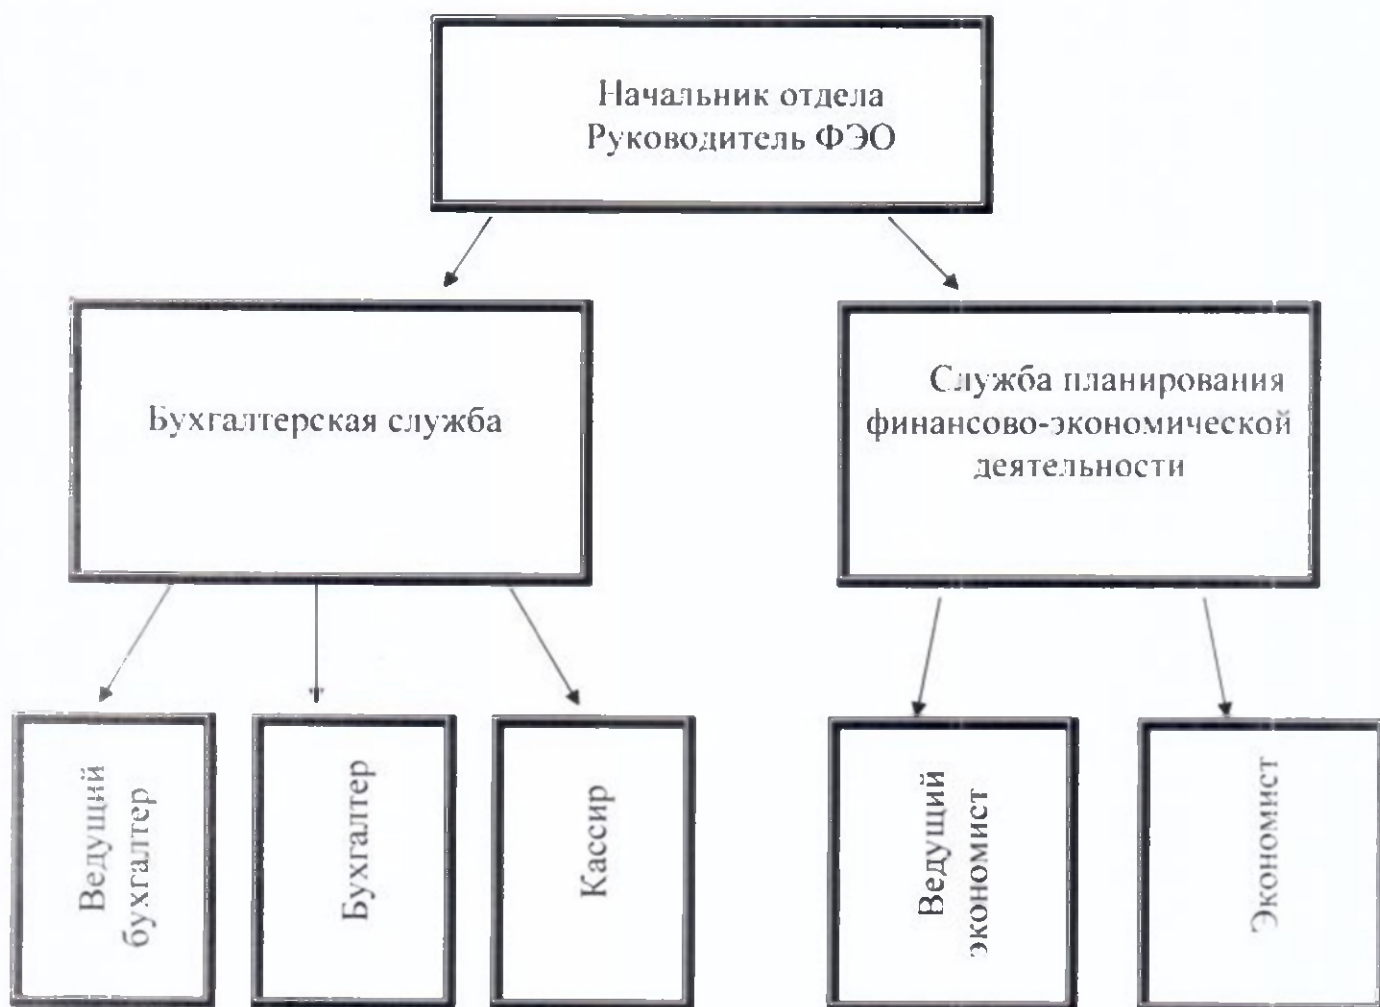 Начальник отдела
Руководитель ФЭО
Бухгалтерская служба
Служба планирования
финансово-экономической
деятельности
Ведущий
бухгалтер
Бухгалтер
Кассир
Ведущий
экономист
Экономист